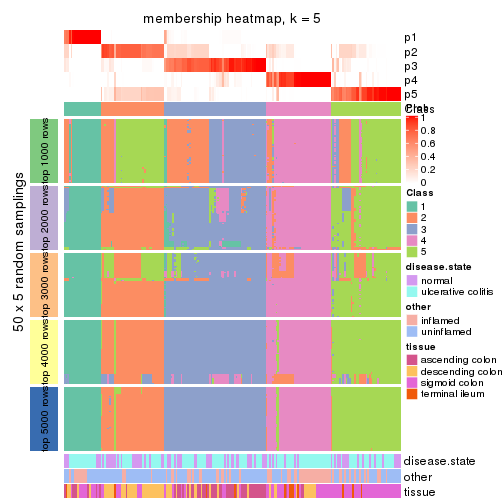 membership heatmap, k = 5
p1
p2
p3
p4
p5
Class
Prob
1
0.8
0.6
0.4
0.2
0
Class
1
2
3
4
5
disease.state
normal
ulcerative colitis
other
inflamed
uninflamed
tissue
ascending colon
descending colon
sigmoid colon
terminal ileum
50 x 5 random samplings
top 1000 rows
top 2000 rows
top 3000 rows
top 4000 rows
top 5000 rows
disease.state
other
tissue